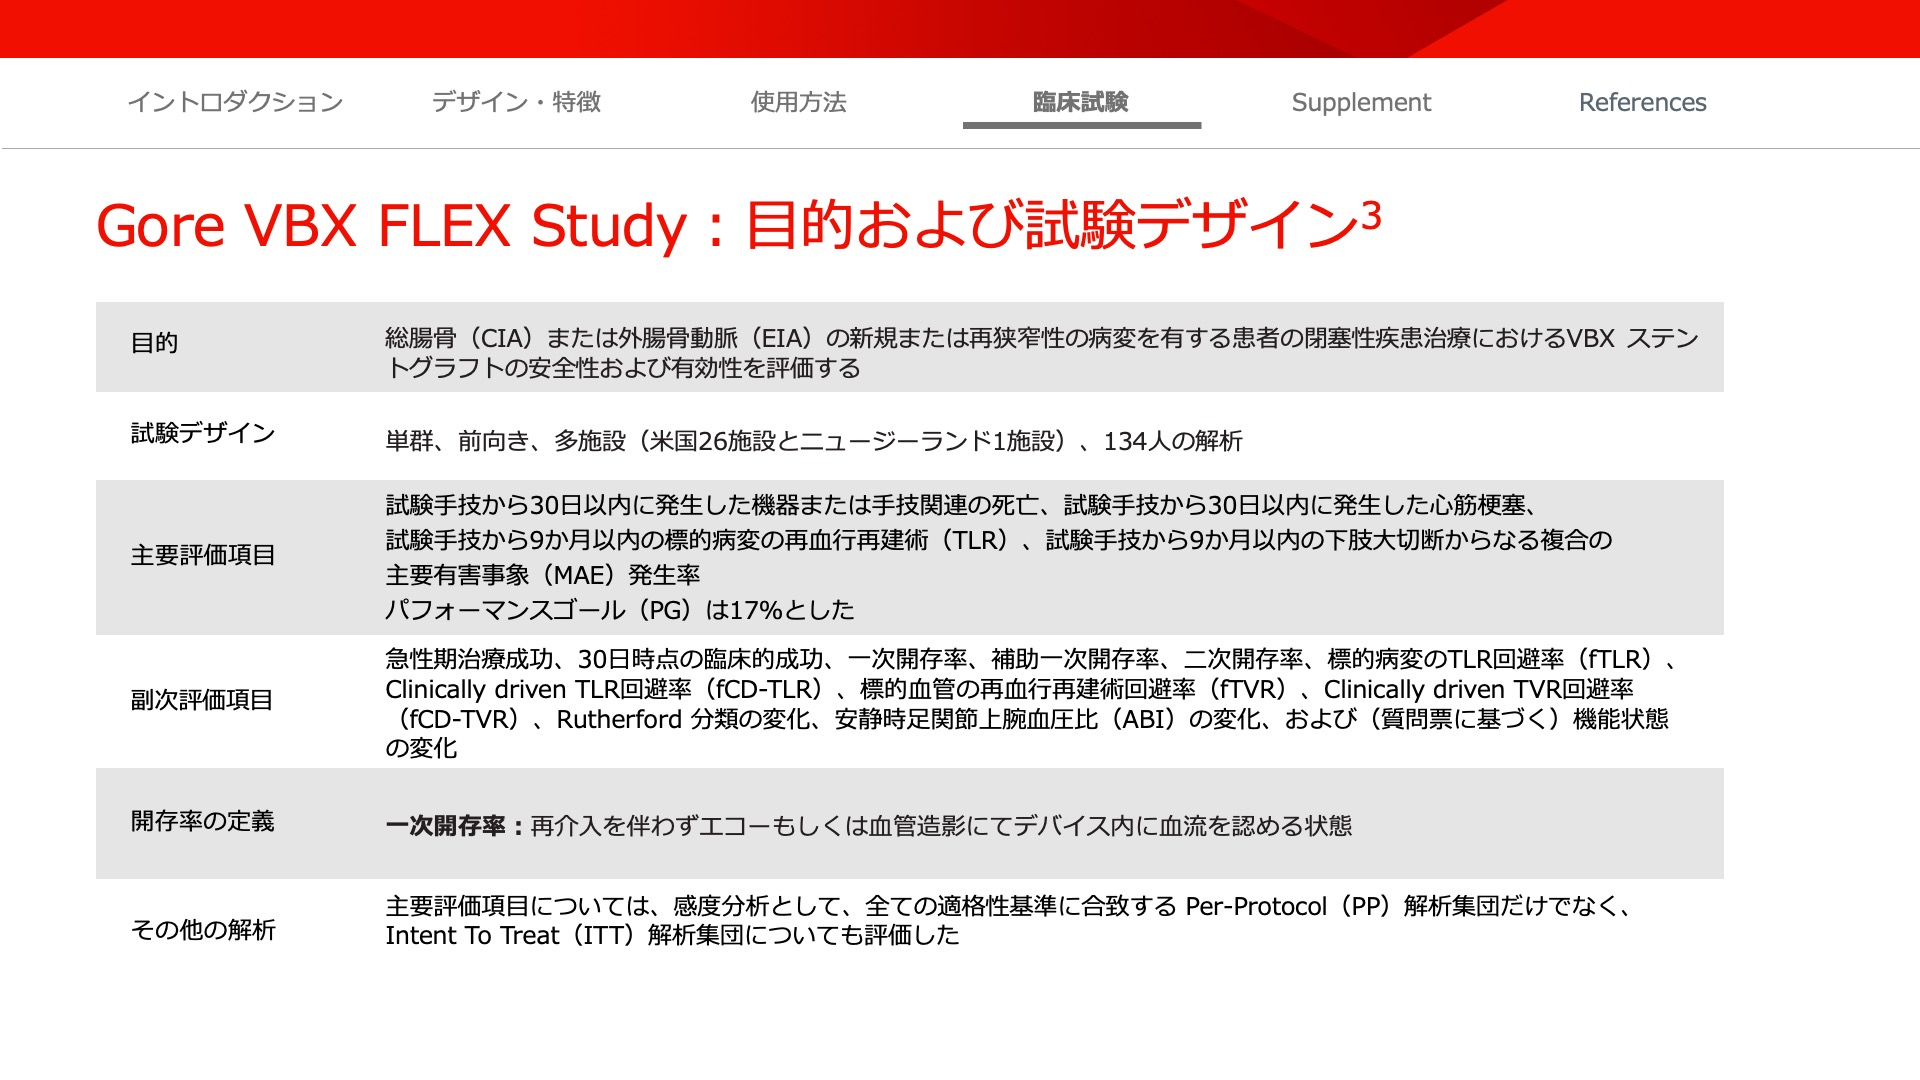 イントロダクション
デザイン・特徴
使用方法
臨床試験
Supplement
References
Gore VBX FLEX Study：目的および試験デザイン3
目的
総腸骨（CIA）または外腸骨動脈（EIA）の新規または再狭窄性の病変を有する患者の閉塞性疾患治療におけるVBX ステン
トグラフトの安全性および有効性を評価する
試験デザイン
単群、前向き、多施設（米国26施設とニュージーランド1施設）、134人の解析
主要評価項目
試験手技から30日以内に発生した機器または手技関連の死亡、試験手技から30日以内に発生した心筋梗塞、
試験手技から9か月以内の標的病変の再血行再建術（TLR）、試験手技から9か月以内の下肢大切断からなる複合の
主要有害事象（MAE）発生率
パフォーマンスゴール（PG）は17%とした
副次評価項目
急性期治療成功、30日時点の臨床的成功、一次開存率、補助一次開存率、二次開存率、標的病変のTLR回避率（fTLR）、
Clinically driven TLR回避率（fCD-TLR）、標的血管の再血行再建術回避率（fTVR）、Clinically driven TVR回避率
（fCD-TVR）、Rutherford 分類の変化、安静時足関節上腕血圧比（ABI）の変化、および（質問票に基づく）機能状態
の変化
開存率の定義
一次開存率：再介入を伴わずエコーもしくは血管造影にてデバイス内に血流を認める状態
その他の解析
主要評価項目については、感度分析として、全ての適格性基準に合致する Per-Protocol（PP）解析集団だけでなく、
Intent To Treat（ITT）解析集団についても評価した